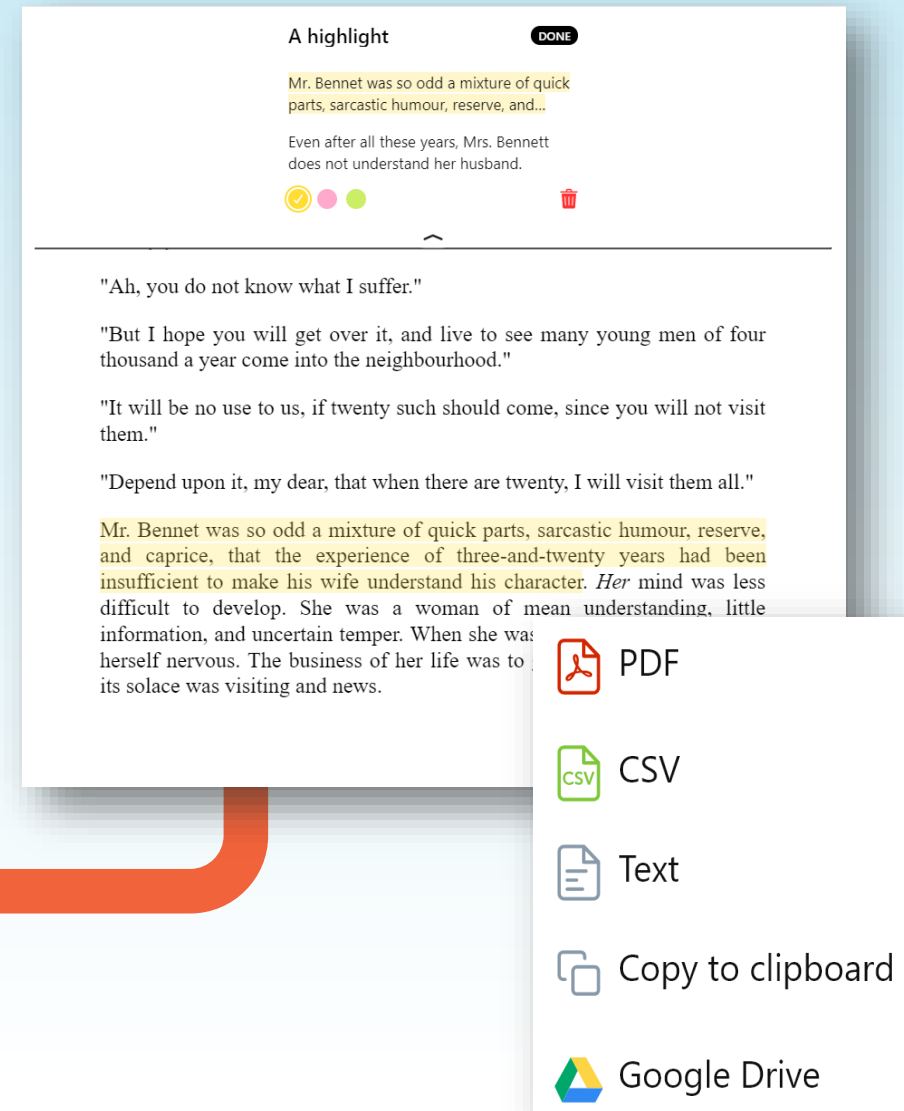 A highlight
DONE
Mr. Bennet was so odd a mixture of quick
parts, sarcastic humour, reserve, and...
Even after all these years, Mrs. Bennett
does not understand her husband.
"Ah, you do not know what I suffer."
"But I hope you will get over it, and live to see many young men of four
thousand a year come into the neighbourhood."
"It will be no use to us, if twenty such should come, since you will not visit
them."
"Depend upon it, my dear, that when there are twenty, I will visit them all."
Mr. Bennet was so odd a mixture of quick parts, sarcastic humour, reserve,
and caprice, that the experience of three-and-twenty years had been
insufficient to make his wife understand his character. Her mind was less
difficult to develop. She was a woman of mean understanding, little
information, and uncertain temper. When she was
herself nervous. The business of her life was to
its solace was visiting and news.
PDF
CSV
CSV
Text
Copy to clipboard
Google Drive